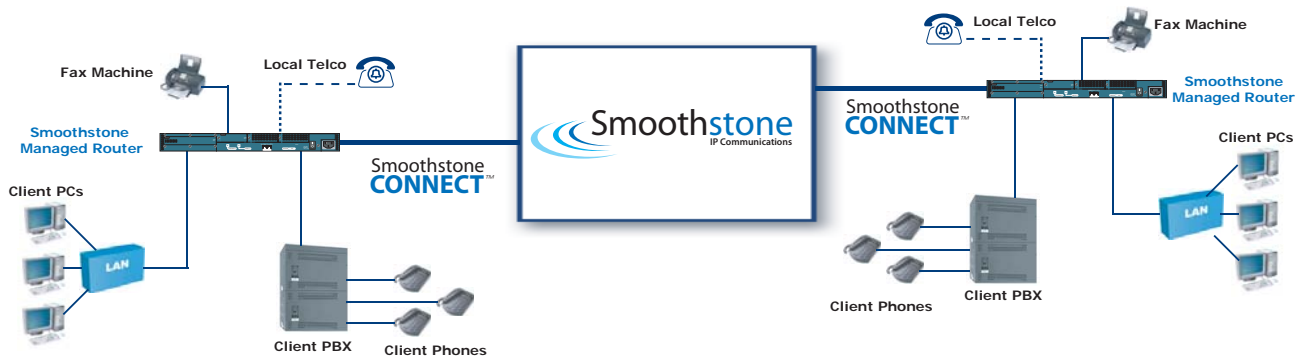 Fax Machine
Local Telco
Smoothstone
Managed Router
Client PCs
LAN
Client PBX
Client Phones
Smoothstone
CONNECT™
Smoothstone
IP Communications
Smoothstone
CONNECT™
Local Telco
Fax Machine
Smoothstone
Managed Router
Client PCs
LAN
Client Phones
Client PBX